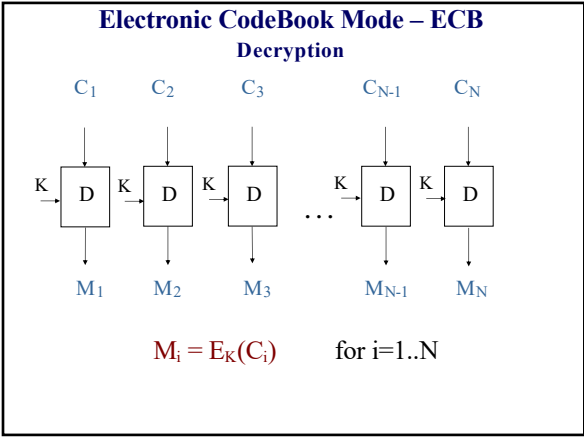 Electronic CodeBook Mode – ECB
Decryption
C1 C2 C3 CN-1 CN
K D K D K D … K D K D
M1 M2 M3 MN-1 MN
Mi = EK(Ci) for i=1..N